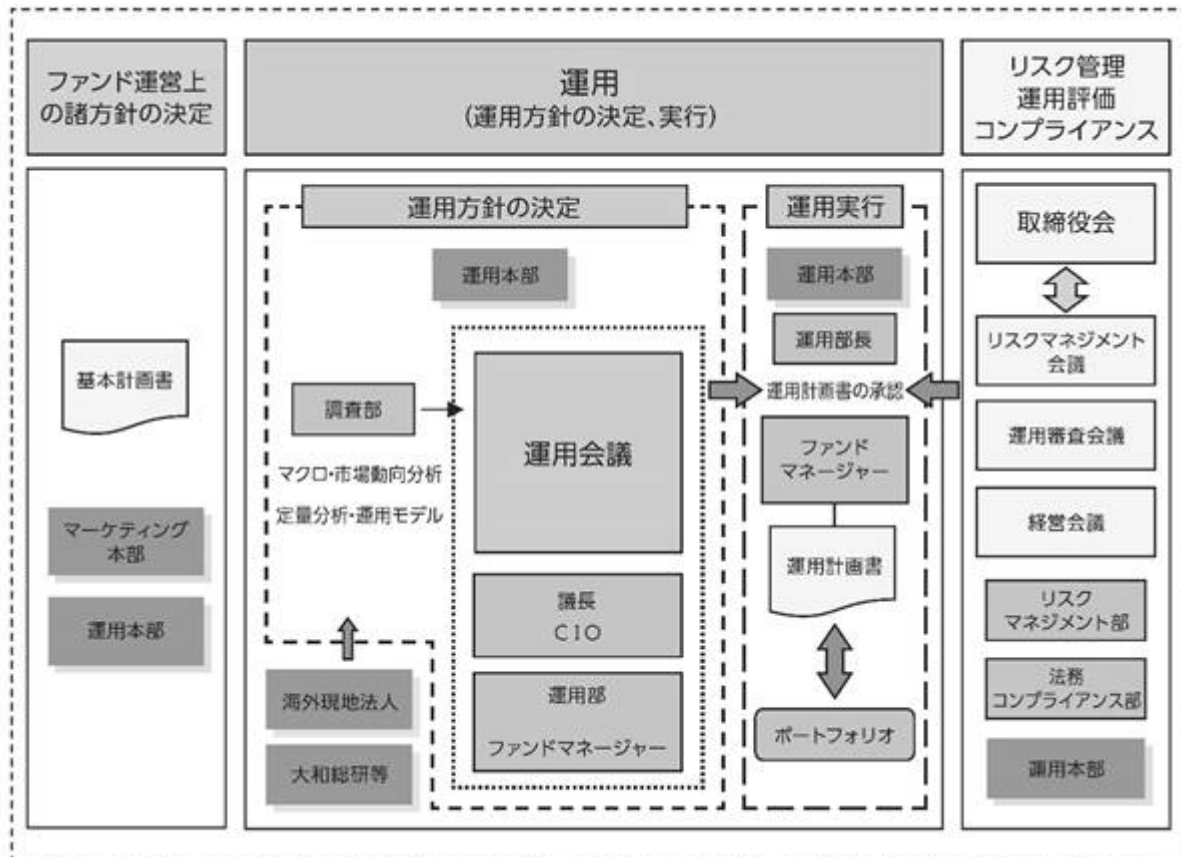 ファンド運営上
の諸方針の決定
運用
(運用方針の決定、実行)
リスク管理
運用評価
コンプライアンス
基本計画書
マーケティング
本部
運用本部
運用方針の決定
運用本部
調査部
マクロ・市場動向分析
定量分析・運用モデル
海外現地法人
大和総研等
運用会議
議長
CIO
運用部
ファンドマネージャー
運用実行
運用本部
運用部長
運用計画書の承認
ファンド
マネージャー
運用計画書
ポートフォリオ
取締役会
リスクマネジメント
会議
運用審査会議
経営会議
リスク
マネジメント部
法務
コンプライアンス部
運用本部